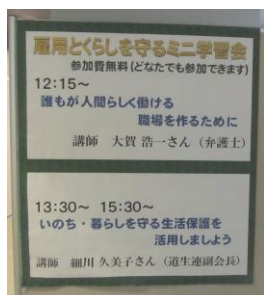 雇用とくらしを守るミニ学習会
参加費無料(どなたでも参加できます)
12:15～
誰もが人間らしく働ける
職場を作るために
講師 大賀 浩一さん (弁護士)
13:30～ 15:30～
いのち・暮らしを守る生活保護を
活用しましょう
講師 細川 久美子さん (道生連副会長)